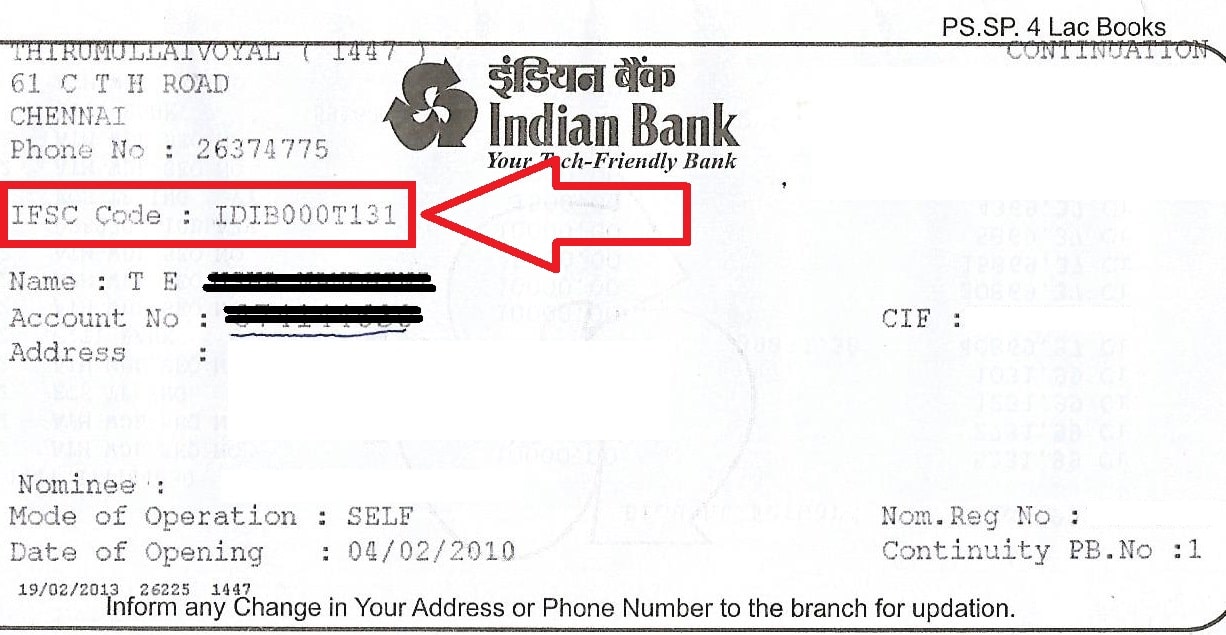 PS.SP. 4 Lac Books
THIRUMULLAIVOYAL ( 1447 )
CONTINUATION
61 C T H ROAD
CHENNAI
Phone No : 26374775
इंडियन बैंक
Indian Bank
Your Tech-Friendly Bank
IFSC Code : IDIB000T131
Name : T E
Account No :
CIF :
Address :
Nominee :
Mode of Operation : SELF
Nom.Reg No :
Date of Opening : 04/02/2010
Continuity PB.No :1
19/02/2013 26225 1447
Inform any Change in Your Address or Phone Number to the branch for updation.